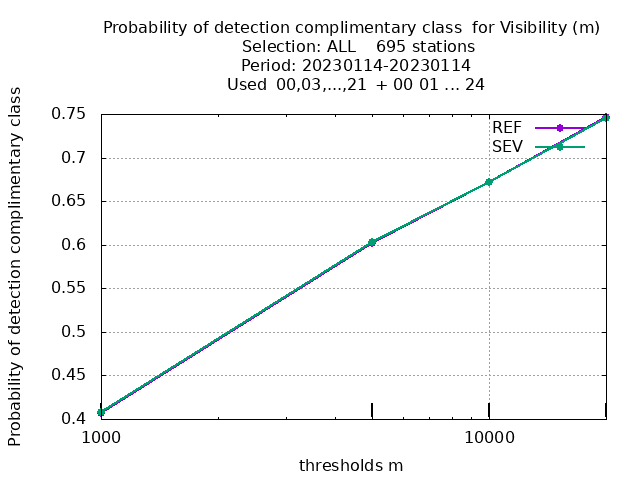 Probability of detection complimentary class  for Visibility (m)
Selection: ALL    695 stations
Period: 20230114-20230114
Used  00,03,...,21  + 00 01 ... 24
Probability of detection complimentary class
0.75
0.7
0.65
0.6
0.55
0.5
0.45
0.4
REF
SEV
1000
10000
thresholds m